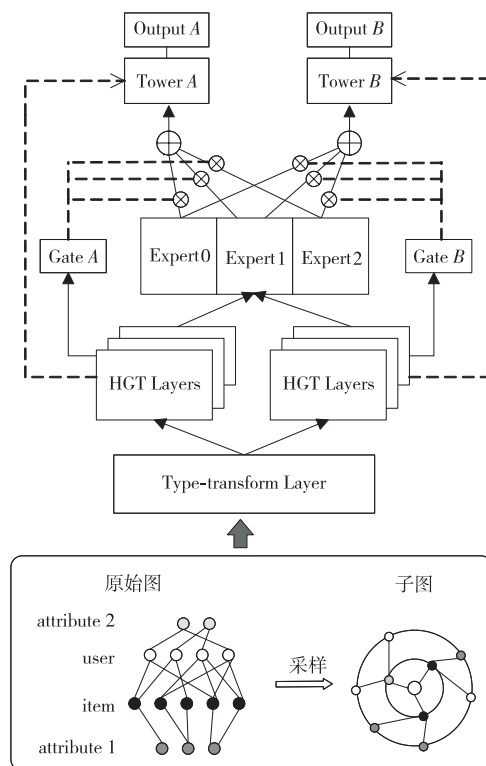 Output A
Output B
Tower A
Tower B
Gate A
Expert0
Expert1
Expert2
Gate B
HGT Layers
HGT Layers
Type-transform Layer
原始图
子图
attribute 2
user
采样
item
attribute 1